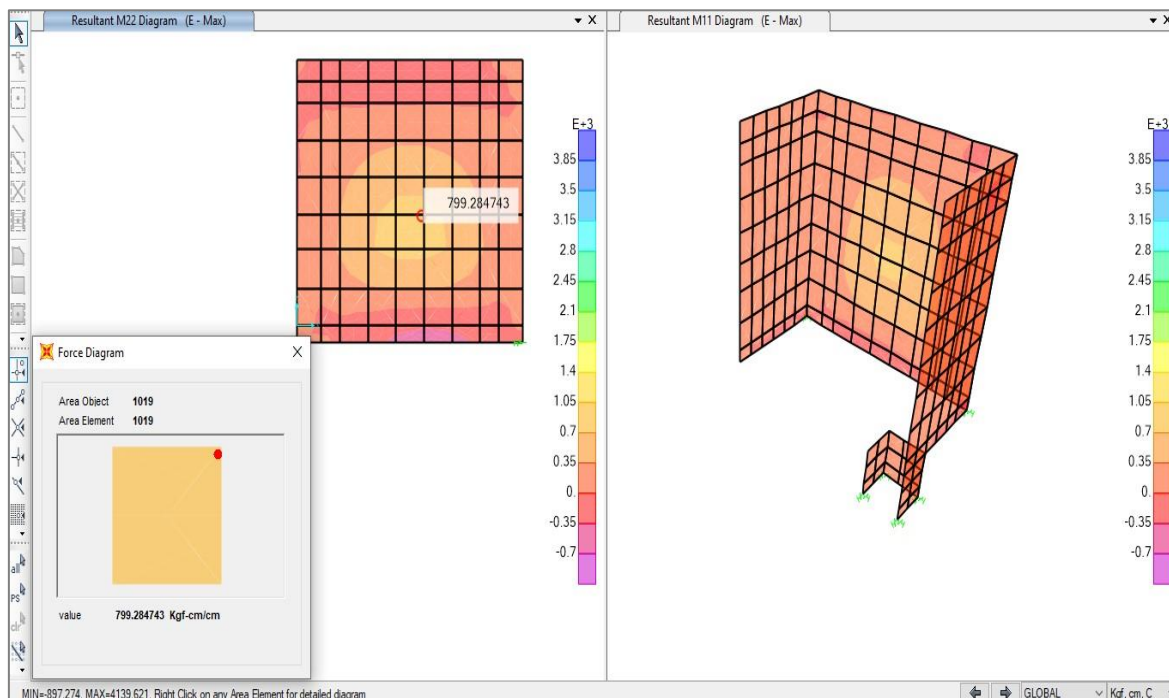 Resultant M22 Diagram (E - Max)
X
Resultant M11 Diagram (E - Max)
X
799.284743
E+3
3.85
3.5
3.15
2.8
2.45
2.1
1.75
1.4
1.05
0.7
0.35
0.
-0.35
-0.7
E+3
3.85
3.5
3.15
2.8
2.45
2.1
1.75
1.4
1.05
0.7
0.35
0.
-0.35
-0.7
Force Diagram
X
Area Object 1019
Area Element 1019
value 799.284743 Kgf-cm/cm
all
PS
clr
MIN=-897.274, MAX=4139.621, Right Click on any Area Element for detailed diagram
GLOBAL
Kgf, cm, C